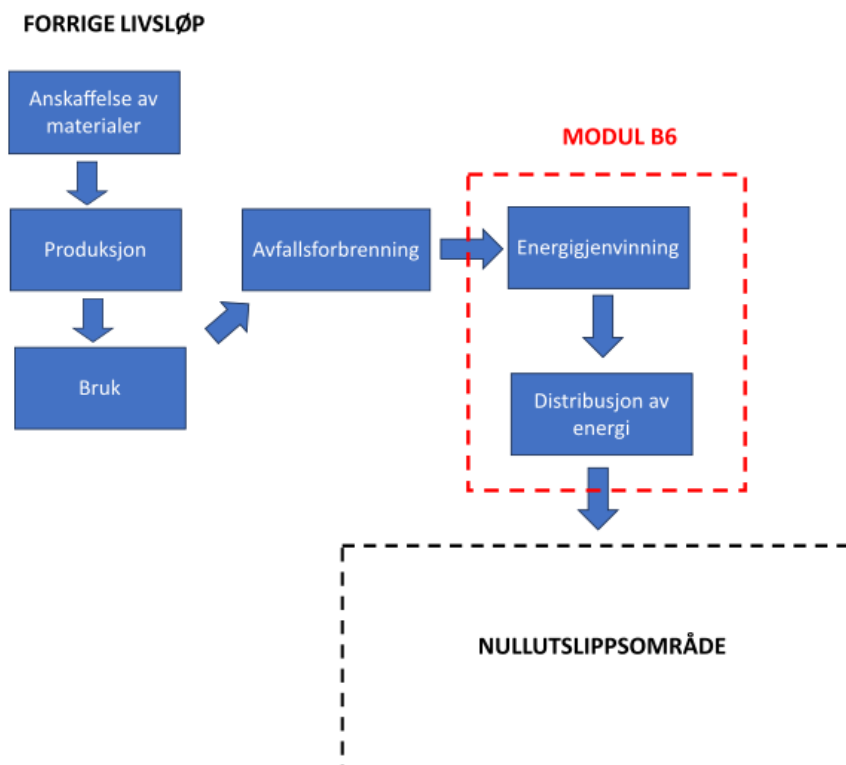 FORRIGE LIVSLØP
Anskaffelse av
materialer
Produksjon
Bruk
Avfallsforbrenning
MODUL B6
Energigjenvinning
Distribusjon av
energi
NULLUTSLIPPSOMRÅDE